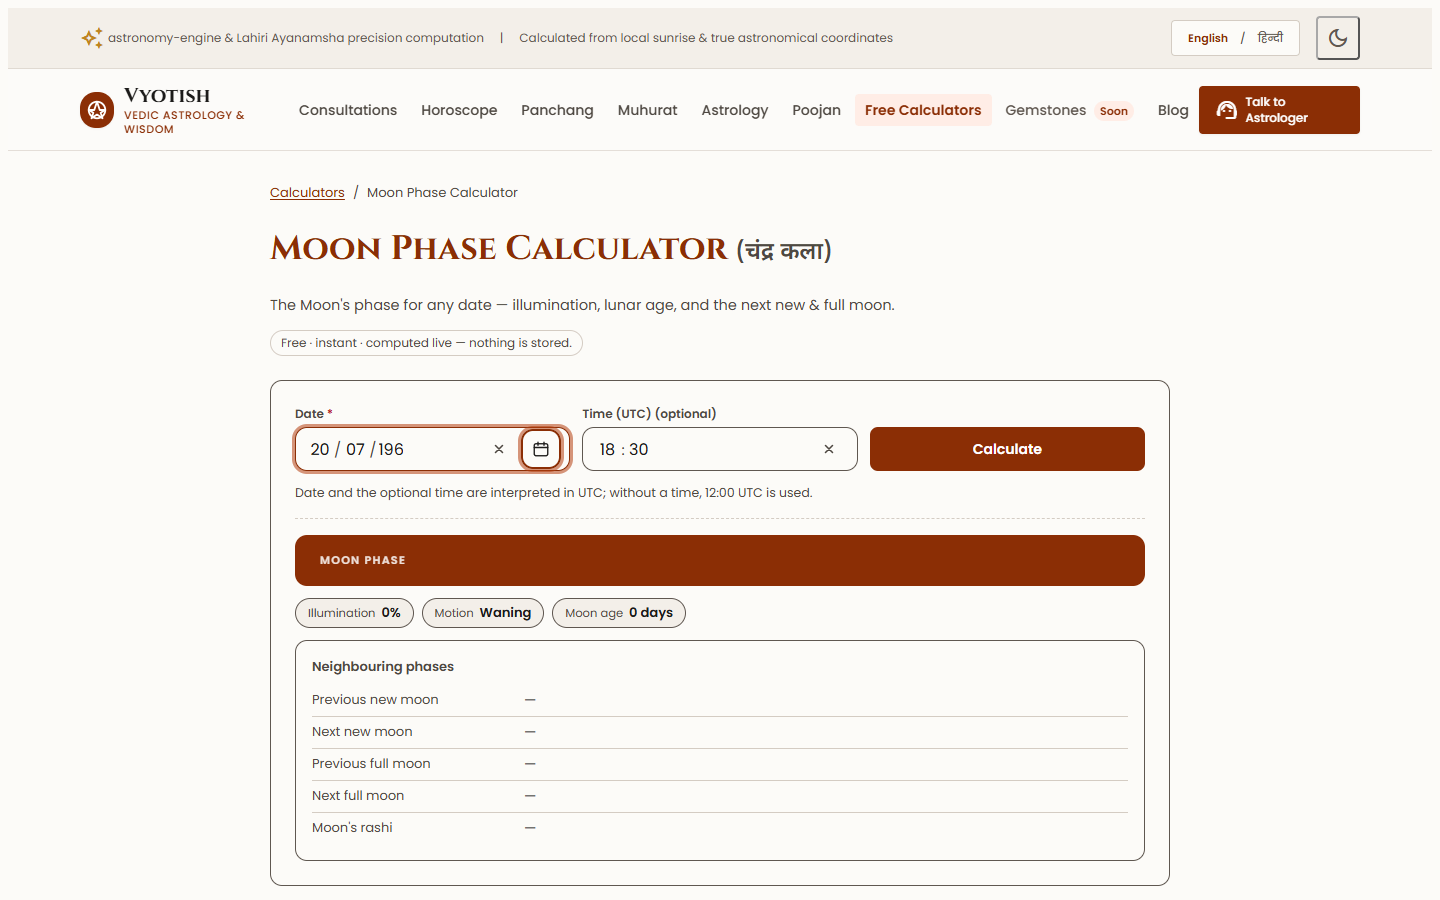 astronomy-engine & Lahiri Ayanamsha precision computation | Calculated from local sunrise & true astronomical coordinates
English / हिन्दी
Vyotish
VEDIC ASTROLOGY &
WISDOM
Consultations Horoscope Panchang Muhurat Astrology Poojan Free Calculators Gemstones Soon Blog
Talk to
Astrologer
Calculators / Moon Phase Calculator
Moon Phase Calculator (चंद्र कला)
The Moon's phase for any date — illumination, lunar age, and the next new & full moon.
Free · instant · computed live — nothing is stored.
Date * Time (UTC) (optional)
20 / 07 /196 18 : 30 Calculate
Date and the optional time are interpreted in UTC; without a time, 12:00 UTC is used.
MOON PHASE
Illumination 0% Motion Waning Moon age 0 days
Neighbouring phases
Previous new moon —
Next new moon —
Previous full moon —
Next full moon —
Moon's rashi —